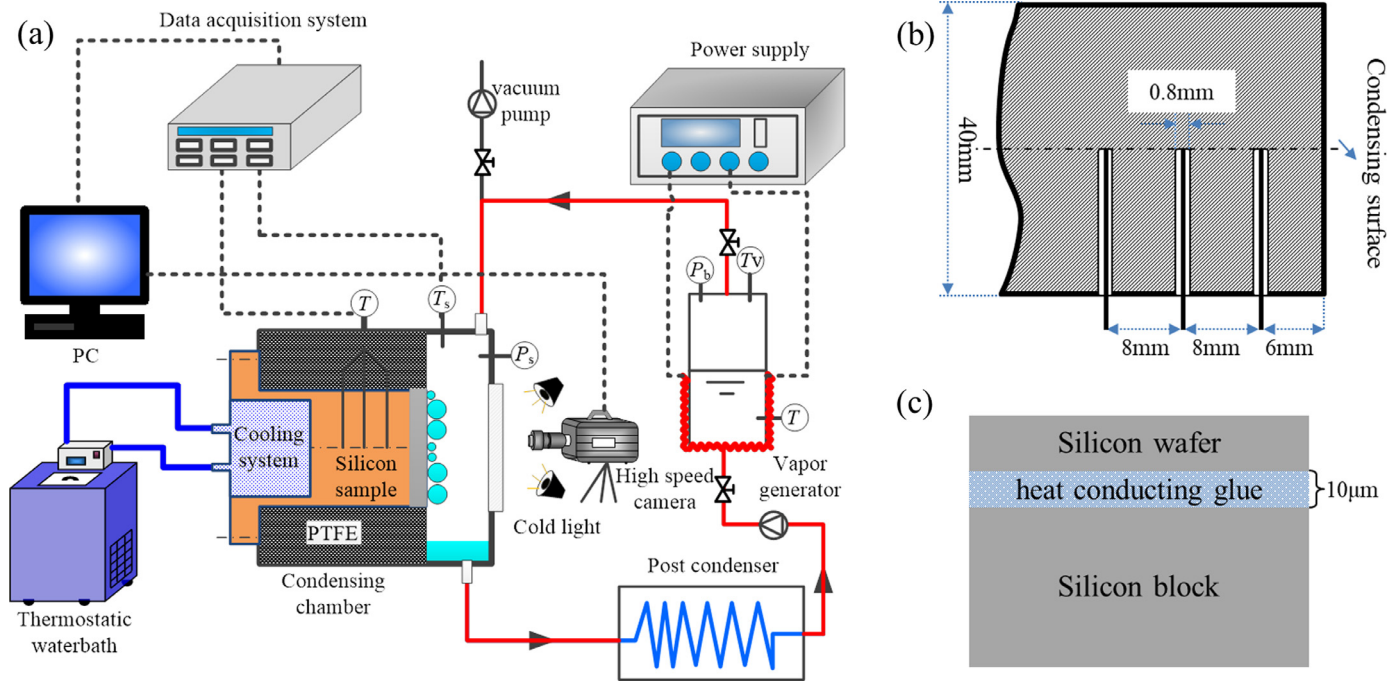 (a)
Data acquisition system
vacuum
pump
Power supply
PC
T
Ts
Ps
Pb
Tv
T
Cooling
system
Silicon
sample
PTFE
Condensing
chamber
Thermostatic
waterbath
High speed
camera
Cold light
Vapor
generator
Post condenser
(b)
0.8mm
40mm
Condensing surface
8mm
8mm
6mm
(c)
Silicon wafer
heat conducting glue
10μm
Silicon block